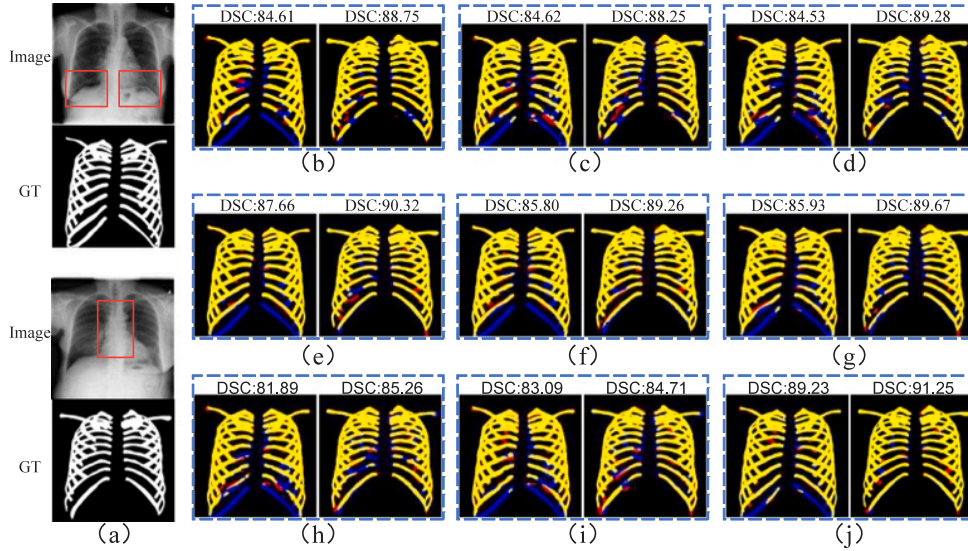 Image
GT
Image
GT
(a)
DSC:84.61 DSC:88.75
(b)
DSC:84.62 DSC:88.25
(c)
DSC:84.53 DSC:89.28
(d)
DSC:87.66 DSC:90.32
(e)
DSC:85.80 DSC:89.26
(f)
DSC:85.93 DSC:89.67
(g)
DSC:81.89 DSC:85.26
(h)
DSC:83.09 DSC:84.71
(i)
DSC:89.23 DSC:91.25
(j)